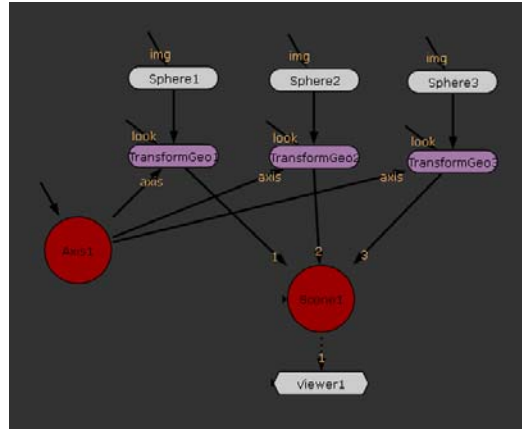 img
img
img
Sphere1
Sphere2
Sphere3
look
look
look
TransformGeo1
TransformGeo2
TransformGeo3
axis
axis
axis
Axis1
1
2
3
Scene1
1
Viewer1